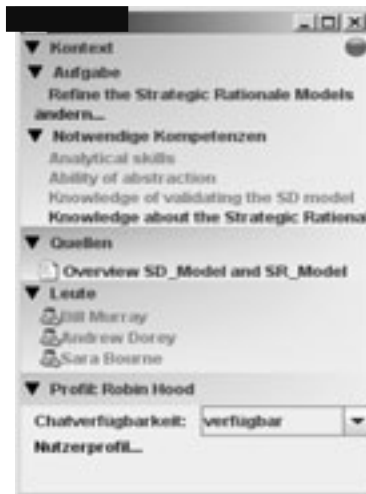 Kontext
Aufgabe
Refine the Strategic Rationale Models
ändern...
Notwendige Kompetenzen
Analytical skills
Ability of abstraction
Knowledge of validating the SD model
Knowledge about the Strategic Rational
Quellen
Overview SD_Model and SR_Model
Leute
Bill Murray
Andrew Dorey
Sara Bourne
Profil: Robin Hood
Chatverfügbarkeit: verfügbar
Nutzerprofil...